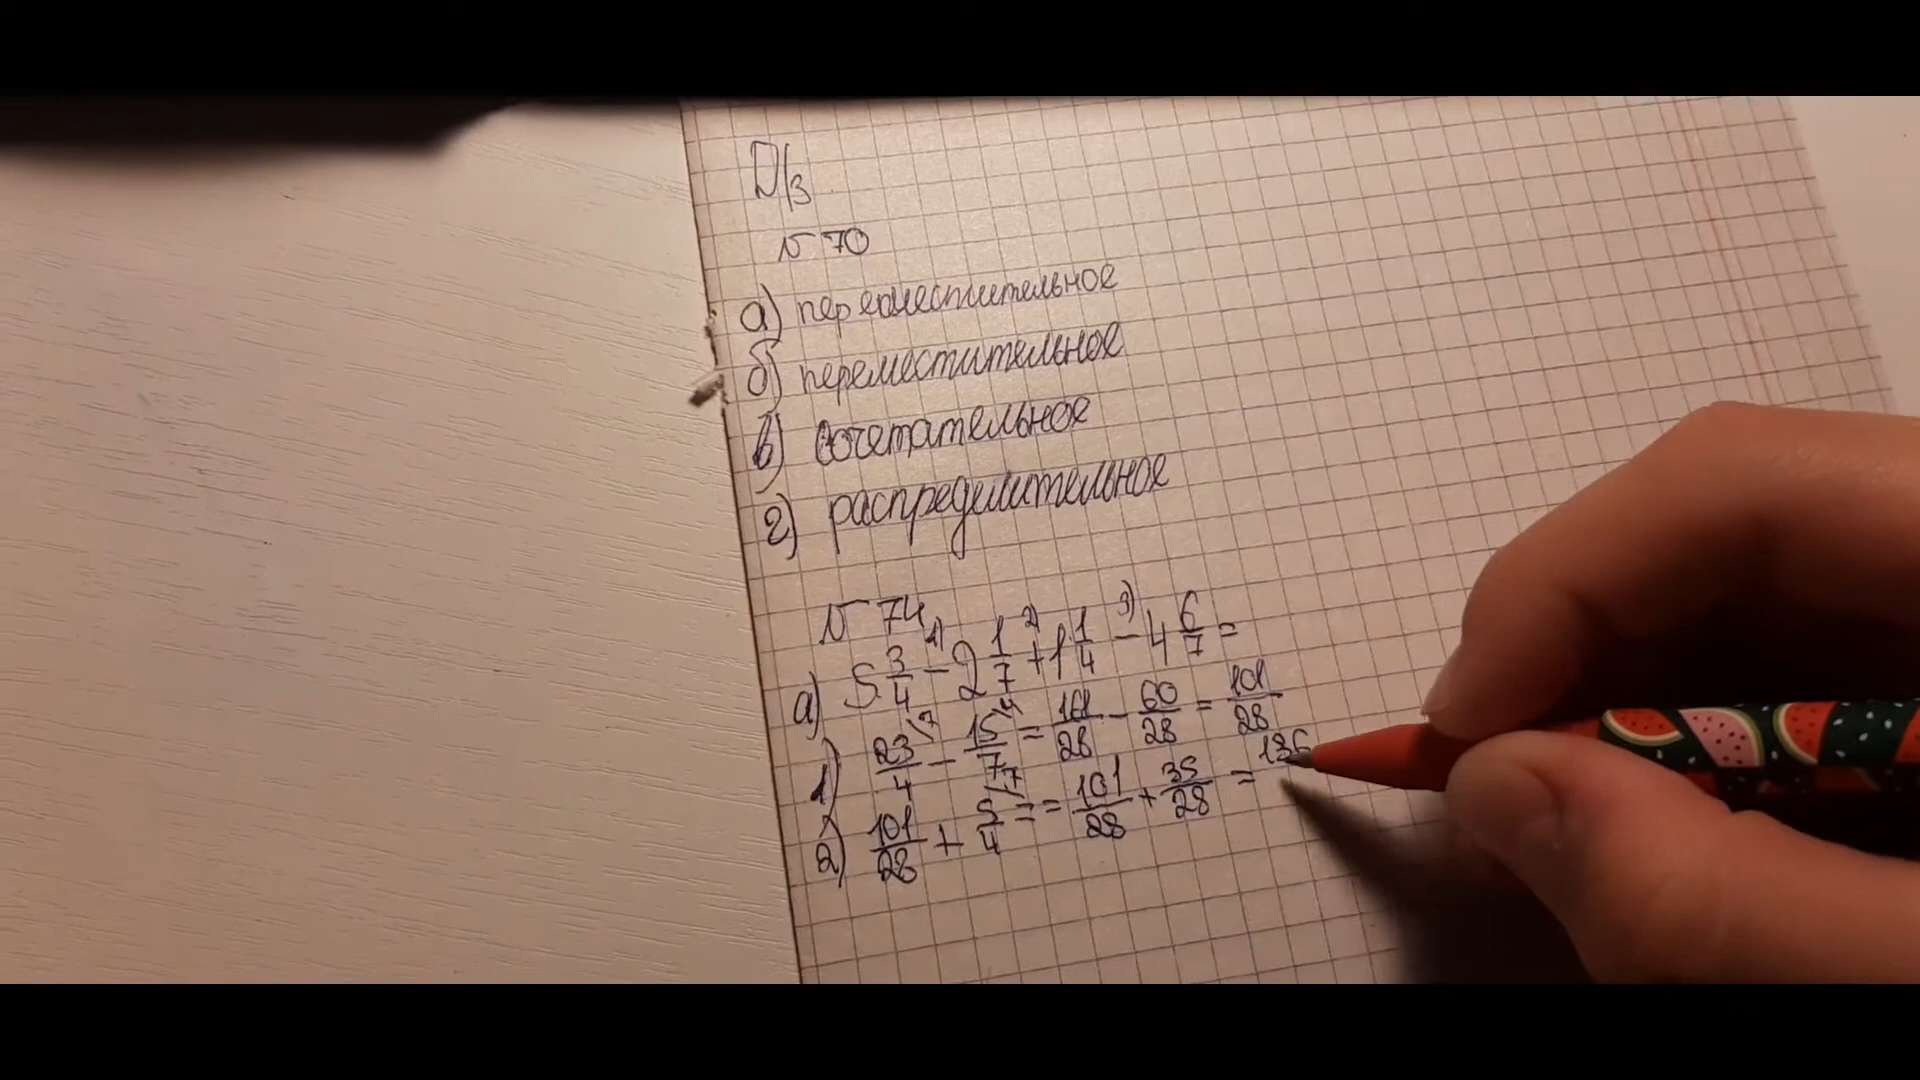 Д/з
№ 70
а) переместительное
б) переместительное
в) сочетательное
г) распределительное
№ 74
а) 5 3/4 - 2 1/7 + 1 1/4 - 4 6/7 =
1) 23/4 - 15/7 = 161/28 - 60/28 = 101/28
2) 101/28 + 5/4 = = 101/28 + 35/28 = 136